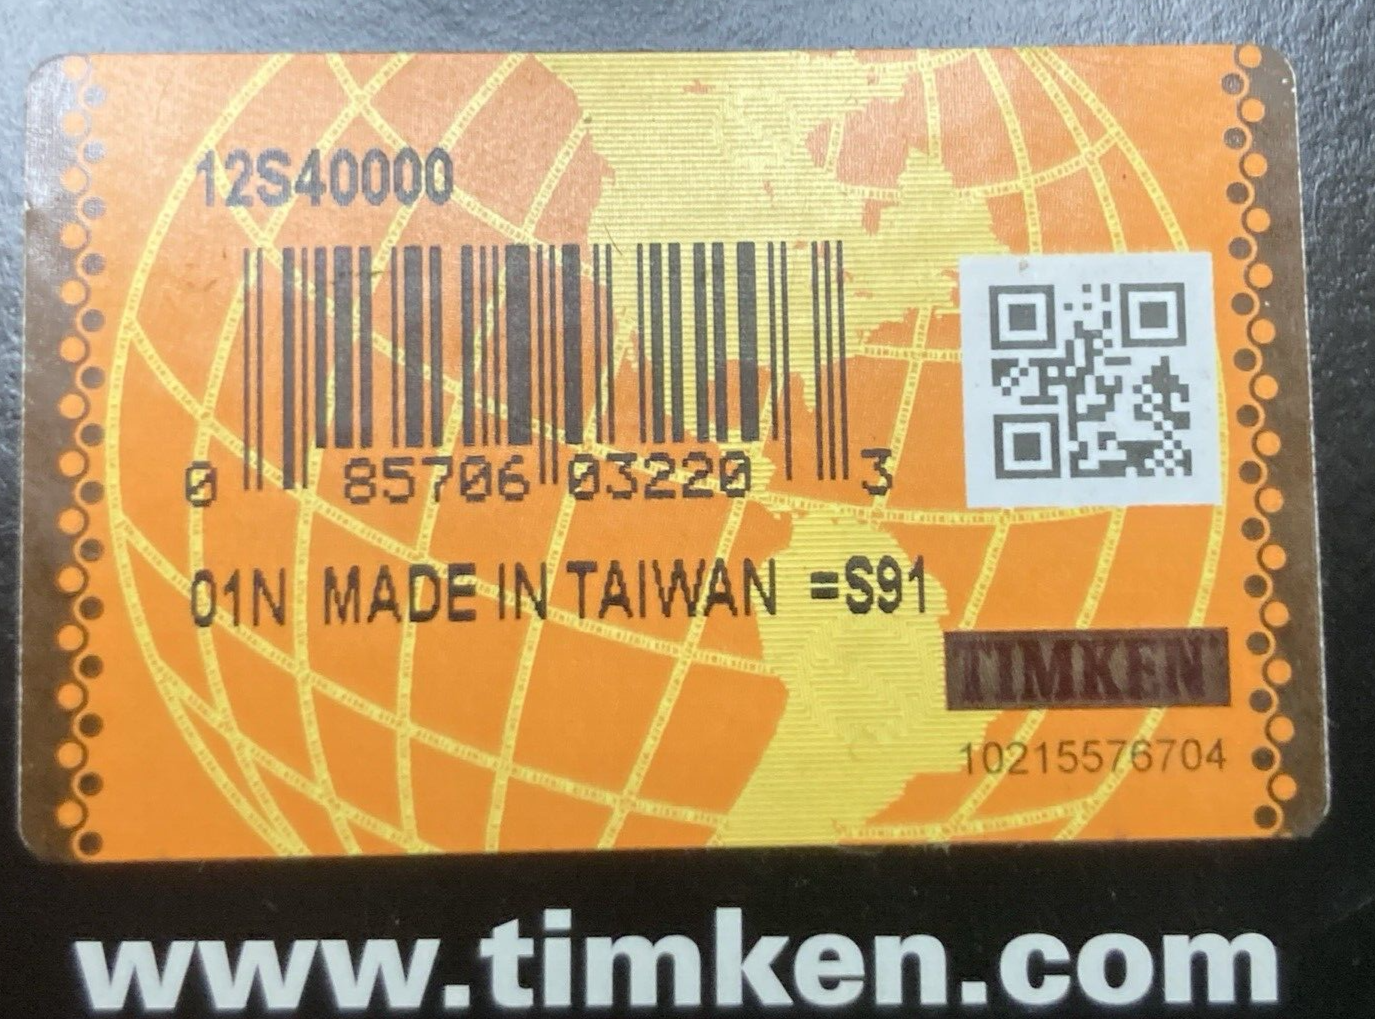 12S40000
0 85706 03220 3
01N MADE IN TAIWAN =S91
TIMKEN
10215576704
www.timken.com